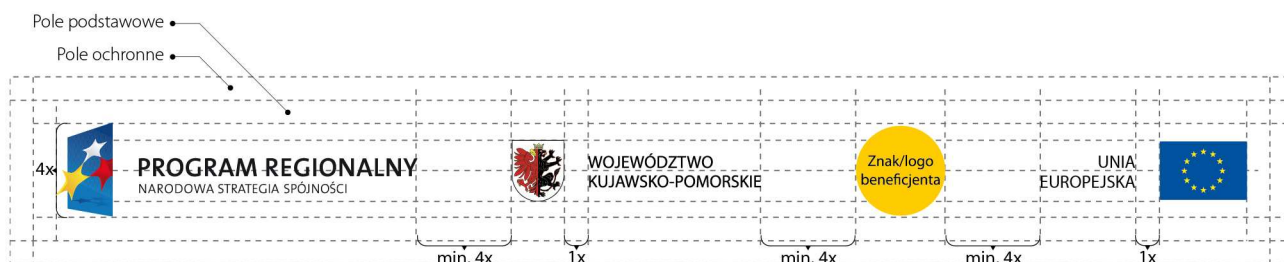 Pole podstawowe
Pole ochronne
4x
PROGRAM REGIONALNY
NARODOWA STRATEGIA SPÓJNOŚCI
WOJEWÓDZTWO
KUJAWSKO-POMORSKIE
Znak/logo
beneficjenta
UNIA
EUROPEJSKA
min. 4x
1x
min. 4x
min. 4x
1x